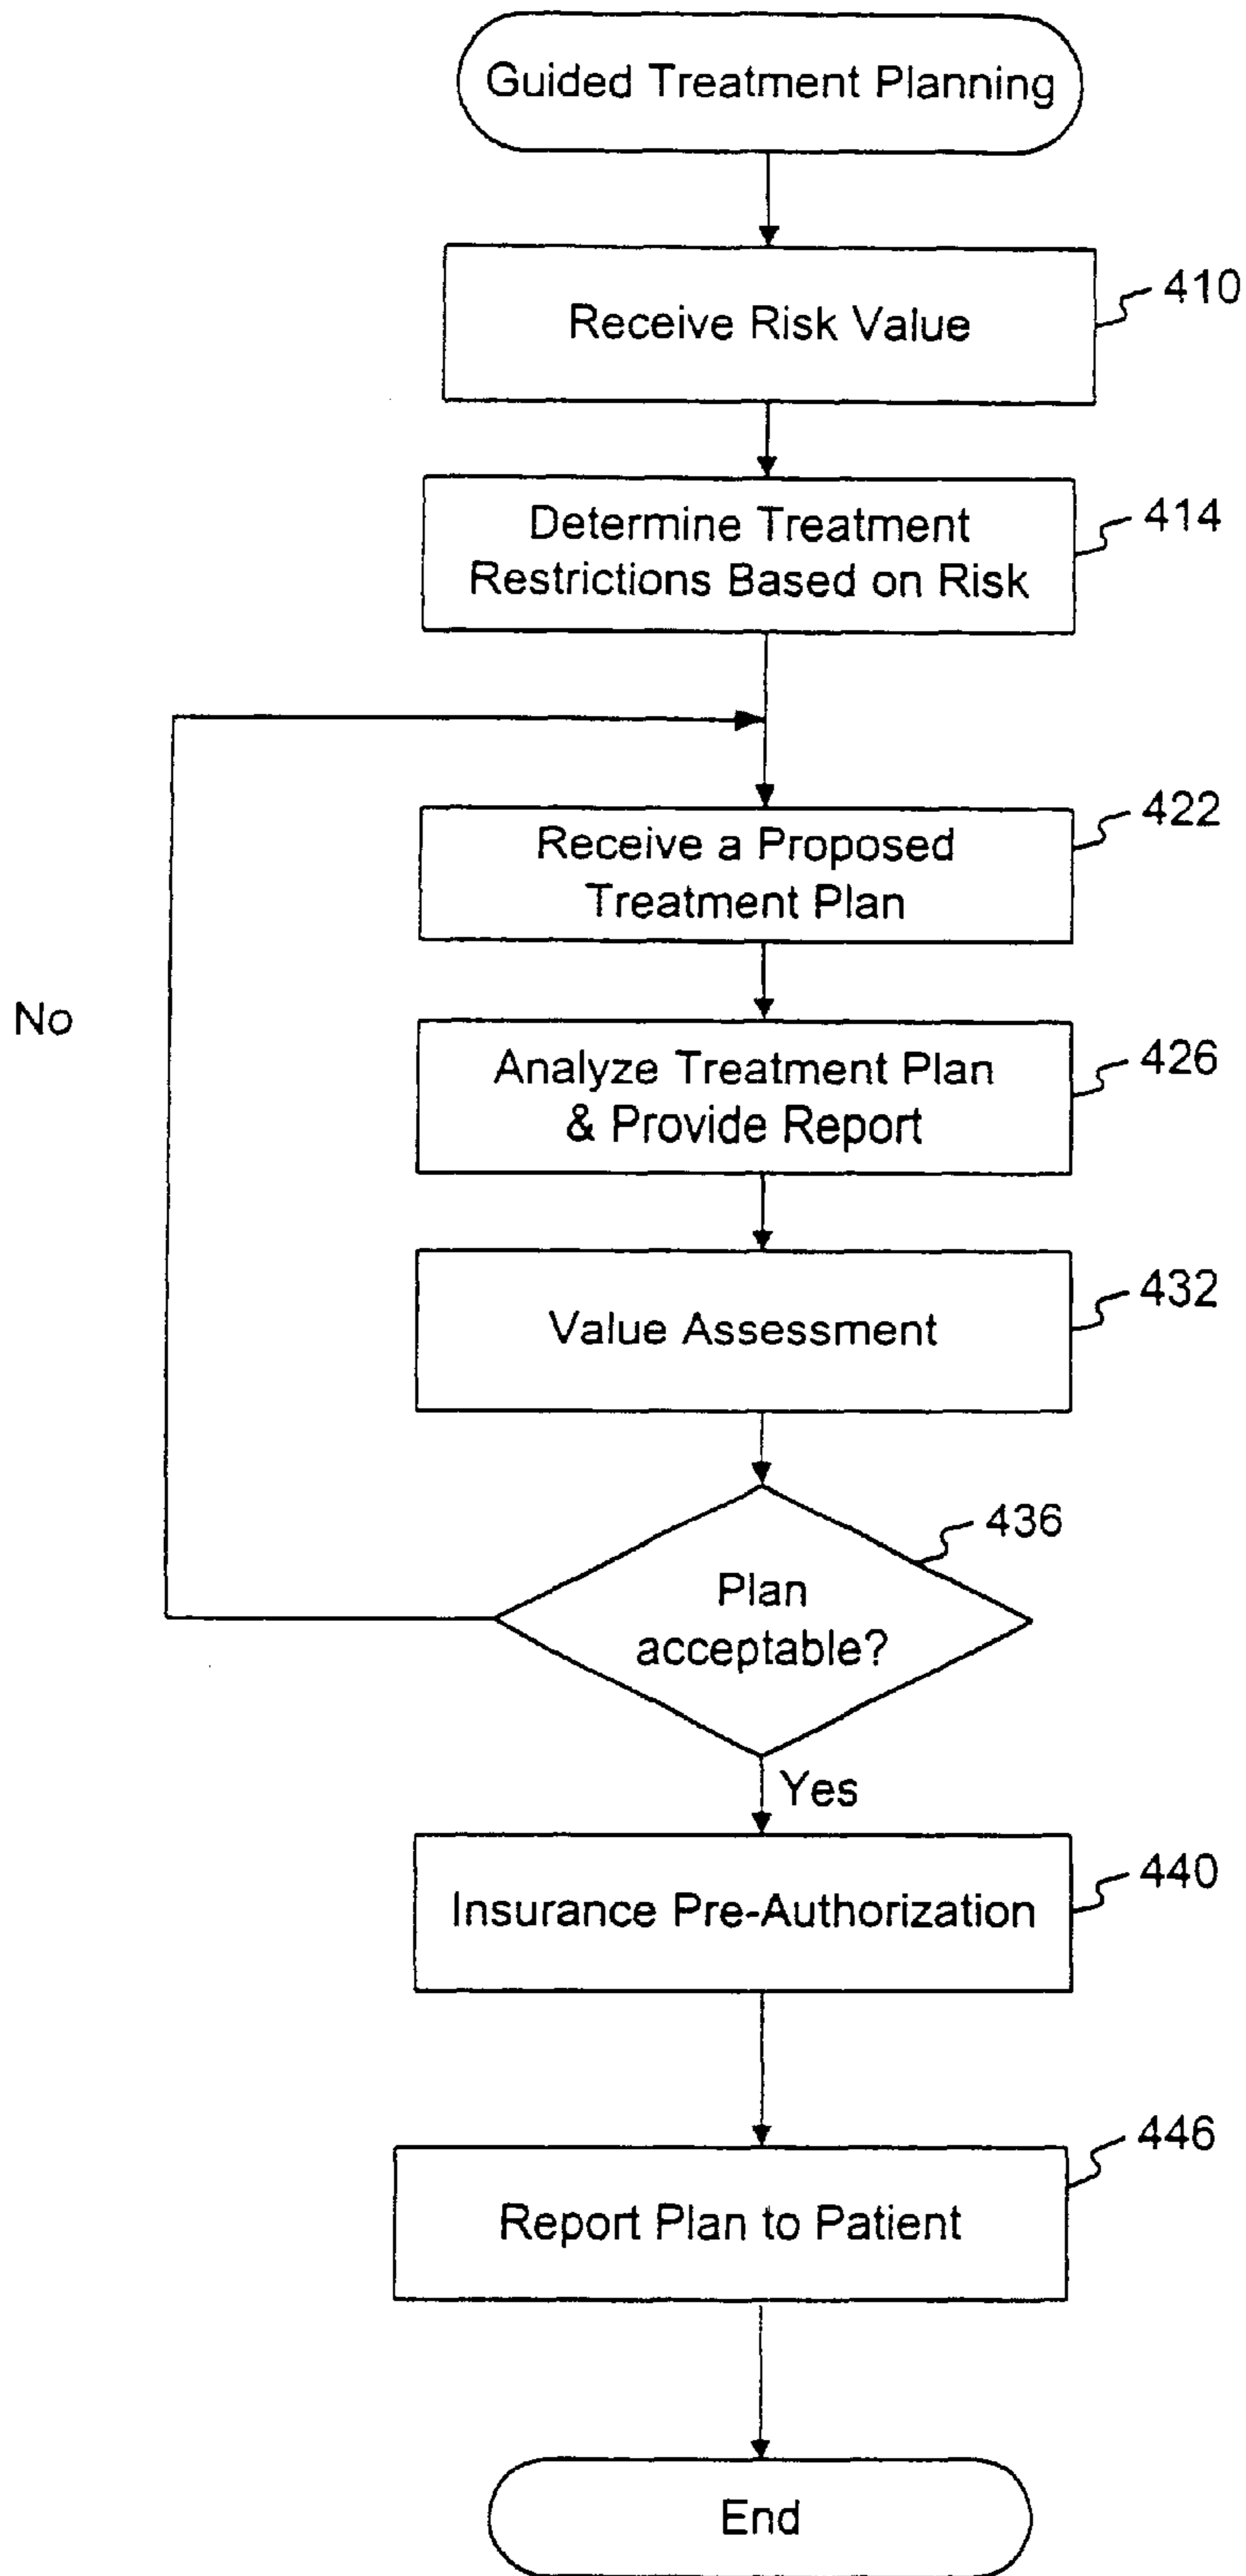 Guided Treatment Planning
Receive Risk Value
410
Determine Treatment
Restrictions Based on Risk
414
Receive a Proposed
Treatment Plan
422
No
Analyze Treatment Plan
& Provide Report
426
Value Assessment
432
Plan
acceptable?
436
Yes
Insurance Pre-Authorization
440
Report Plan to Patient
446
End